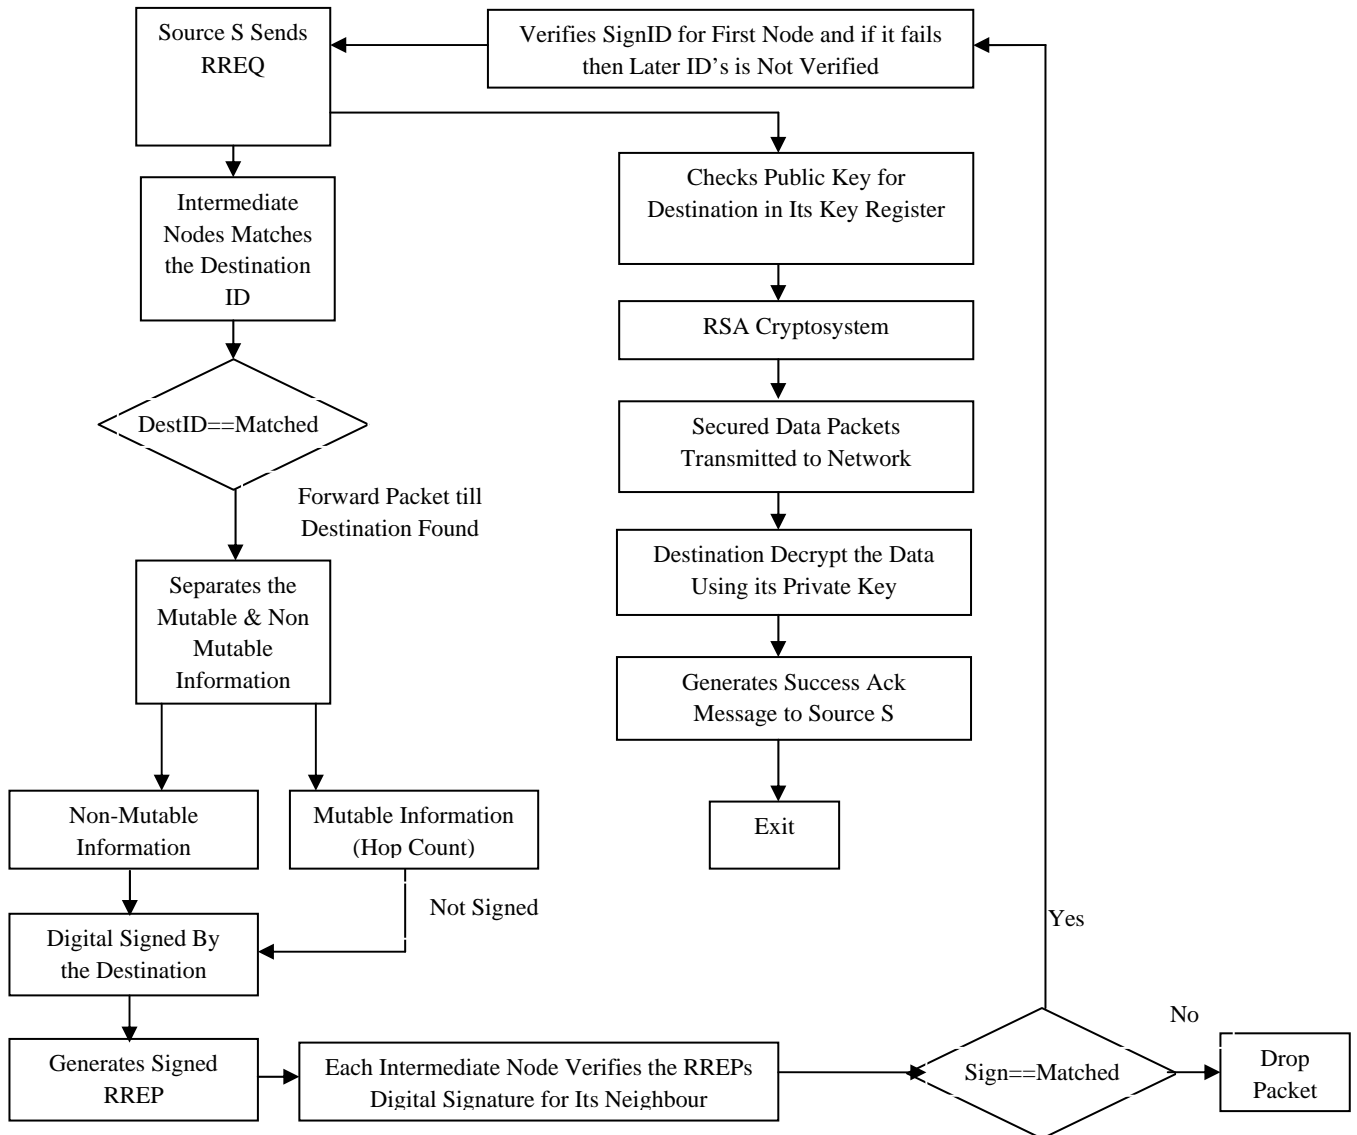 Source S Sends
RREQ
Verifies SignID for First Node and if it fails
then Later ID's is Not Verified
Checks Public Key for
Destination in Its Key Register
Intermediate
Nodes Matches
the Destination
ID
RSA Cryptosystem
DestID==Matched
Secured Data Packets
Transmitted to Network
Forward Packet till
Destination Found
Destination Decrypt the Data
Using its Private Key
Separates the
Mutable & Non
Mutable
Information
Generates Success Ack
Message to Source S
Non-Mutable
Information
Mutable Information
(Hop Count)
Exit
Not Signed
Yes
Digital Signed By
the Destination
No
Generates Signed
RREP
Each Intermediate Node Verifies the RREPs
Digital Signature for Its Neighbour
Sign==Matched
Drop
Packet